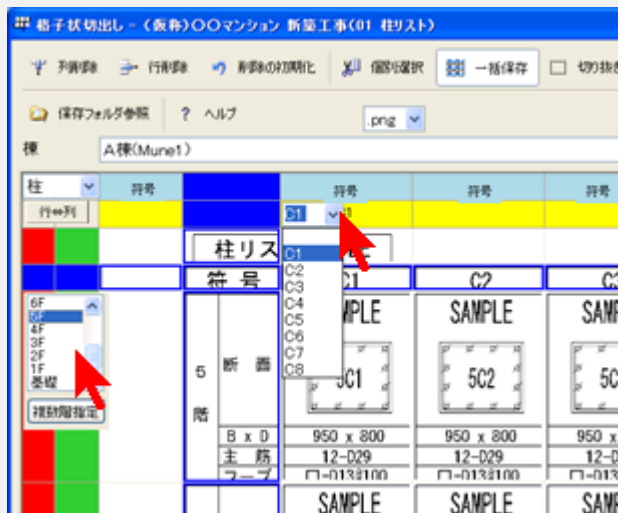 格子状切出し - (仮称)〇〇マンション 新築工事(01 柱リスト)
列削除 行削除 削除の初期化 個別選択 一括保存 切り抜き
保存フォルダ参照 ? ヘルプ .png
棟 A棟(Mune1)
柱 符号 符号 符号 符号
行⇔列 C1
柱リス
C1
C2
C3
C4
C5
C6
C7
C8
符号 C1 C2
6F
5F
4F
3F
2F
1F
基礎
複数階指定
5階
断面
SAMPLE
5C1 5C2
B x D 950 x 800 950 x 800 950 x
主筋 12-D29 12-D29
フープ
SAMPLE SAMPLE